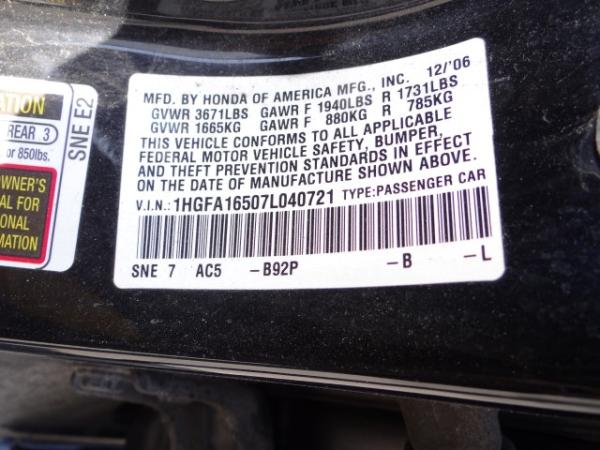 MFD. BY HONDA OF AMERICA MFG., INC. 12/'06
GVWR 3671LBS GAWR F 1940LBS R 1731LBS
GVWR 1665KG GAWR F 880KG R 785KG
THIS VEHICLE CONFORMS TO ALL APPLICABLE
FEDERAL MOTOR VEHICLE SAFETY, BUMPER,
AND THEFT PREVENTION STANDARDS IN EFFECT
ON THE DATE OF MANUFACTURE SHOWN ABOVE.
V.I.N.: 1HGFA16507L040721 TYPE:PASSENGER CAR
SNE 7 AC5 -B92P -B -L
SNE E2
REAR 3
or 850lbs.